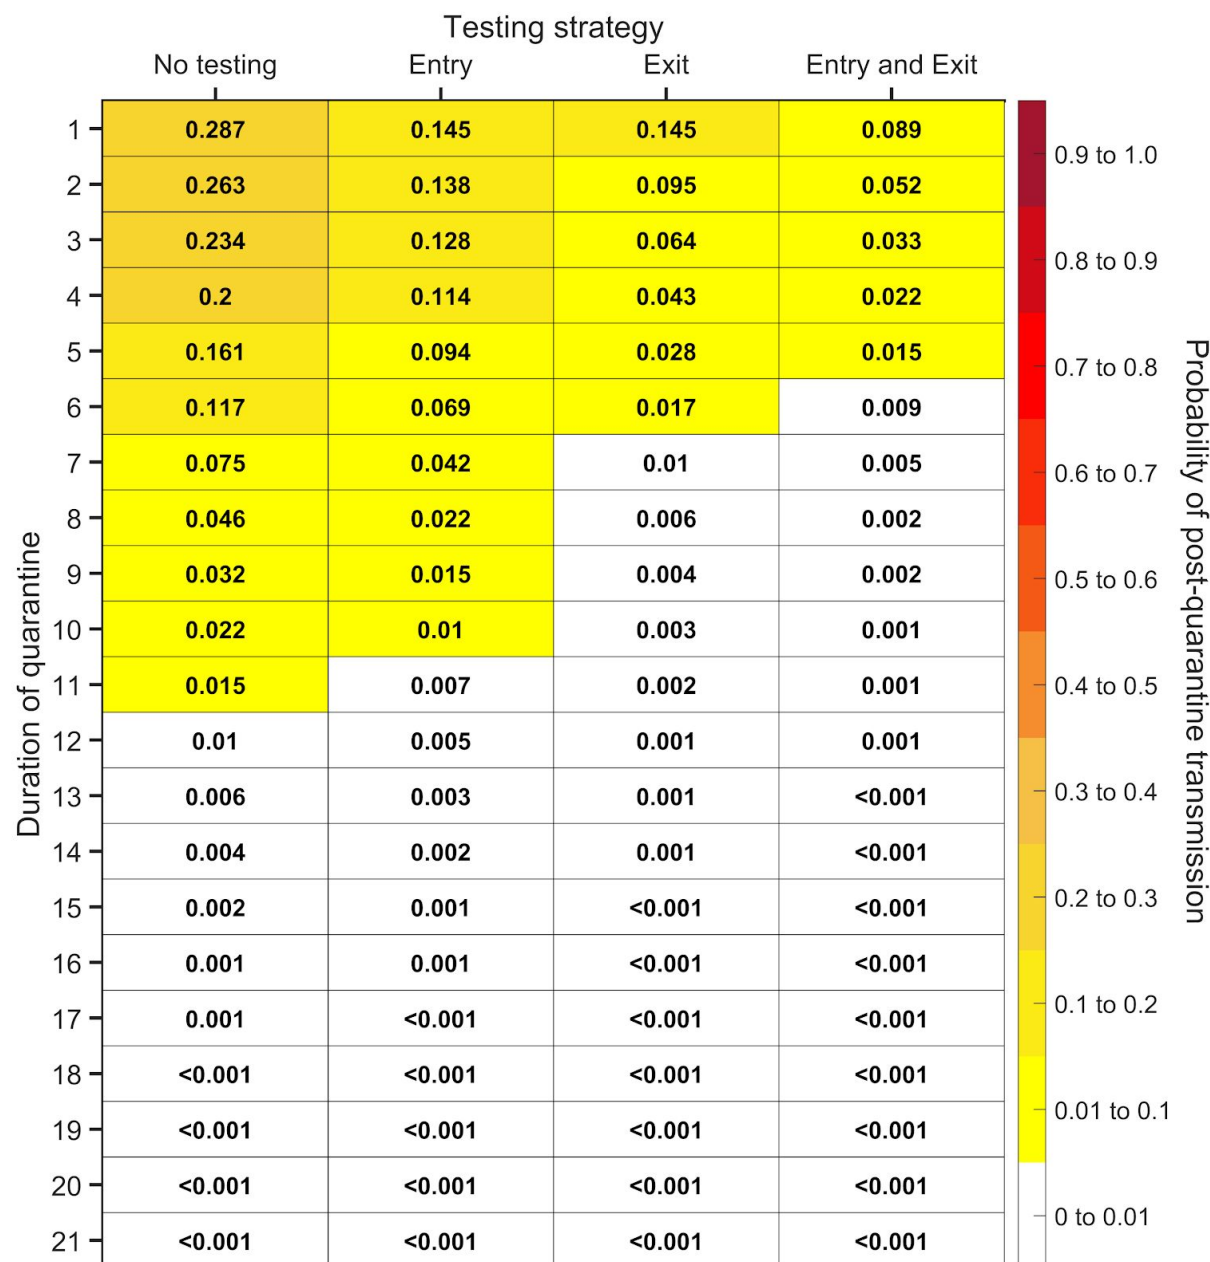 Testing strategy
No testing Entry Exit Entry and Exit
1 0.287 0.145 0.145 0.089
2 0.263 0.138 0.095 0.052
3 0.234 0.128 0.064 0.033
4 0.2 0.114 0.043 0.022
5 0.161 0.094 0.028 0.015
6 0.117 0.069 0.017 0.009
7 0.075 0.042 0.01 0.005
8 0.046 0.022 0.006 0.002
9 0.032 0.015 0.004 0.002
10 0.022 0.01 0.003 0.001
11 0.015 0.007 0.002 0.001
12 0.01 0.005 0.001 0.001
13 0.006 0.003 0.001 <0.001
14 0.004 0.002 0.001 <0.001
15 0.002 0.001 <0.001 <0.001
16 0.001 0.001 <0.001 <0.001
17 0.001 <0.001 <0.001 <0.001
18 <0.001 <0.001 <0.001 <0.001
19 <0.001 <0.001 <0.001 <0.001
20 <0.001 <0.001 <0.001 <0.001
21 <0.001 <0.001 <0.001 <0.001
Duration of quarantine
0.9 to 1.0
0.8 to 0.9
0.7 to 0.8
0.6 to 0.7
0.5 to 0.6
0.4 to 0.5
0.3 to 0.4
0.2 to 0.3
0.1 to 0.2
0.01 to 0.1
0 to 0.01
Probability of post-quarantine transmission